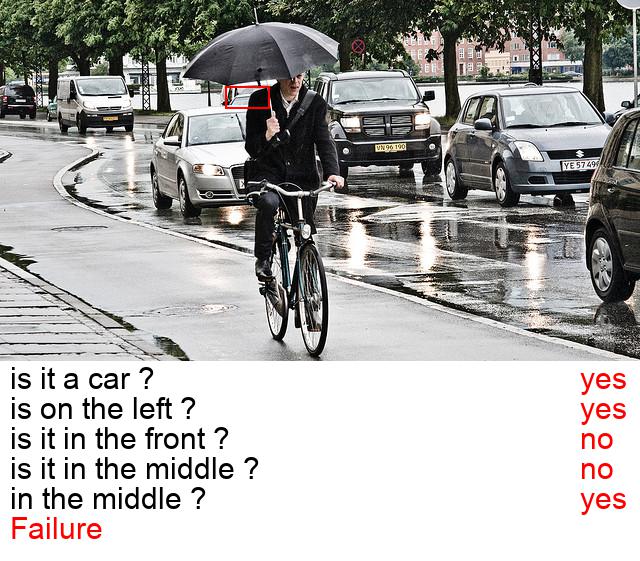 VN 96 190
YE 57 496
is it a car ? yes
is on the left ? yes
is it in the front ? no
is it in the middle ? no
in the middle ? yes
Failure